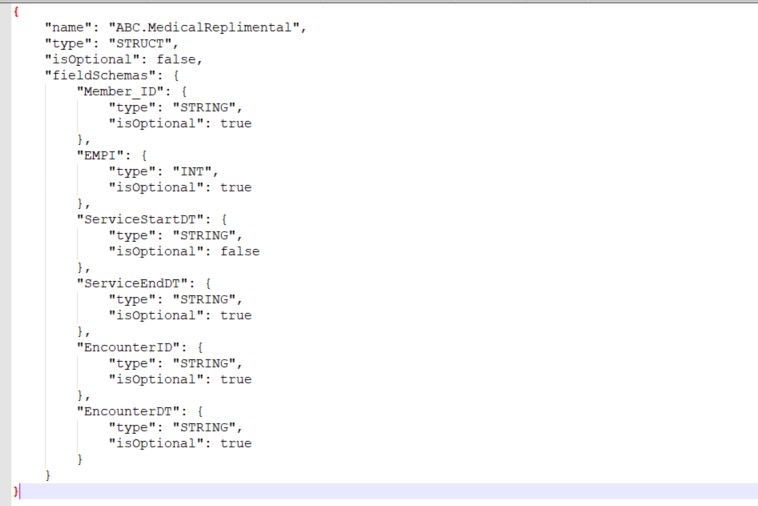 {
    "name": "ABC.MedicalReplimental",
    "type": "STRUCT",
    "isOptional": false,
    "fieldSchemas": {
        "Member_ID": {
            "type": "STRING",
            "isOptional": true
        },
        "EMPI": {
            "type": "INT",
            "isOptional": true
        },
        "ServiceStartDT": {
            "type": "STRING",
            "isOptional": false
        },
        "ServiceEndDT": {
            "type": "STRING",
            "isOptional": true
        },
        "EncounterID": {
            "type": "STRING",
            "isOptional": true
        },
        "EncounterDT": {
            "type": "STRING",
            "isOptional": true
        }
    }
}